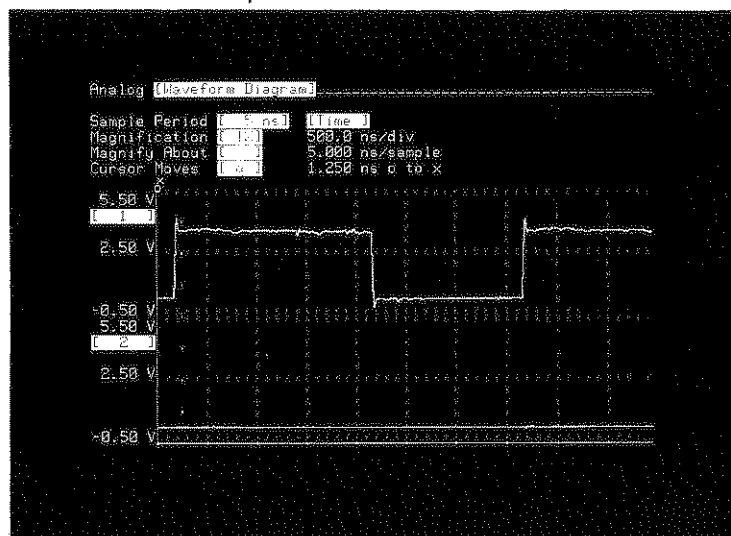 Analog [Waveform Diagram]
Sample Period [ 5 ns] [Time ]
Magnification 500.0 ns/div
Magnify About 5.000 ns/sample
Cursor Moves 1.250 ns o to x
x
o
5.50 V
[ 1 ]
2.50 V
-0.50 V
5.50 V
[ 2 ]
2.50 V
-0.50 V